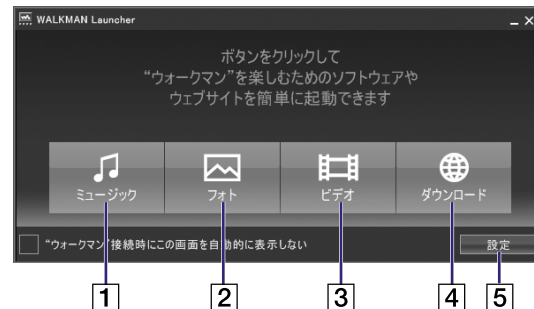 WALKMAN Launcher
ボタンをクリックして
“ウォークマン”を楽しむためのソフトウェアや
ウェブサイトを簡単に起動できます
ミュージック
フォト
ビデオ
ダウンロード
“ウォークマン”接続時にこの画面を自動的に表示しない
設定
1
2
3
4
5